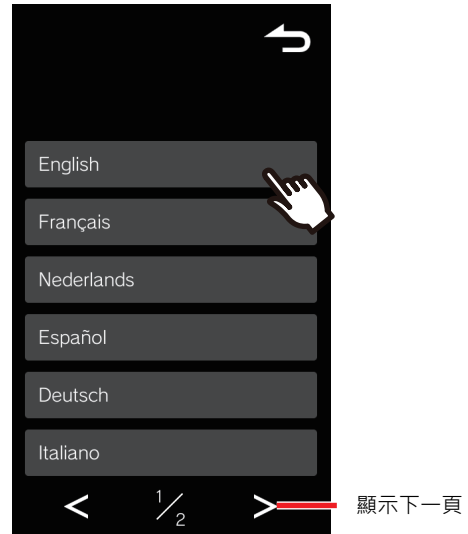 English
Français
Nederlands
Español
Deutsch
Italiano
< 1/2 >
顯示下一頁